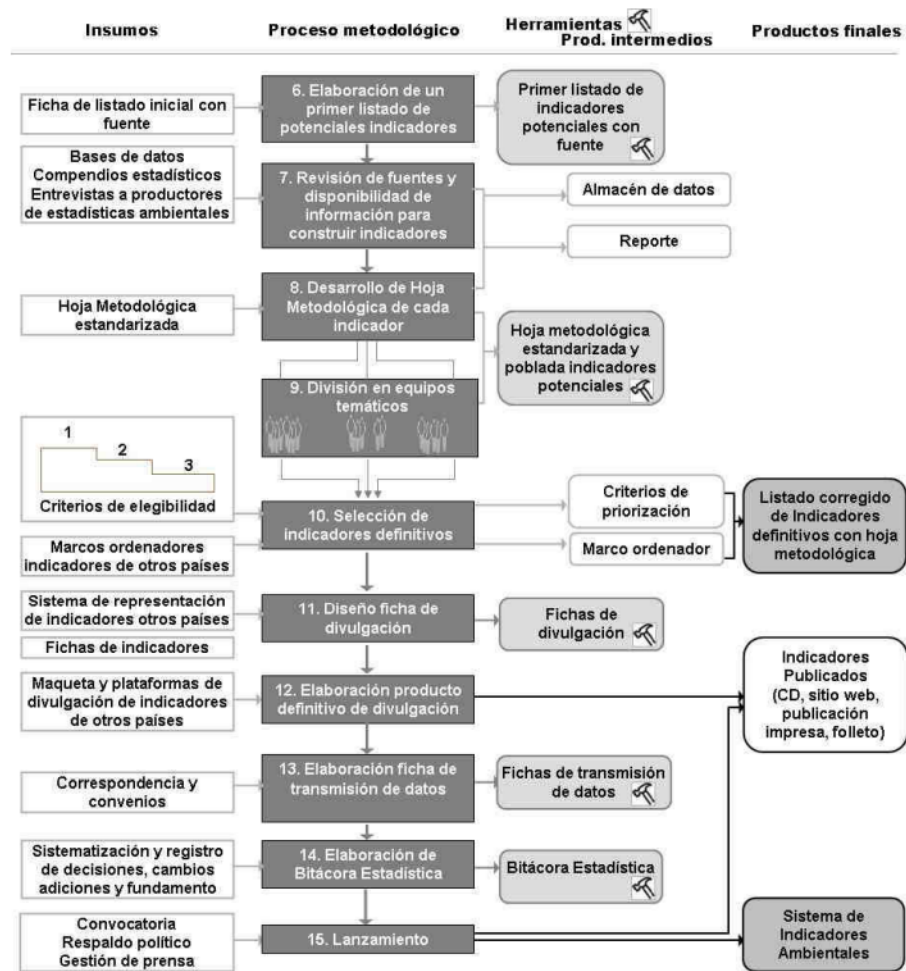 Insumos
Proceso metodológico
Herramientas
Prod. intermedios
Productos finales
Ficha de listado inicial con
fuente
6. Elaboración de un
primer listado de
potenciales indicadores
Primer listado de
indicadores
potenciales con
fuente
Bases de datos
Compendios estadísticos
Entrevistas a productores
de estadísticas ambientales
7. Revisión de fuentes y
disponibilidad de
información para
construir indicadores
Almacén de datos
Reporte
Hoja Metodológica
estandarizada
8. Desarrollo de Hoja
Metodológica de cada
indicador
Hoja metodológica
estandarizada y
poblada indicadores
potenciales
9. División en equipos
temáticos
1
2
3
Criterios de elegibilidad
Marcos ordenadores
indicadores de otros países
10. Selección de
indicadores definitivos
Criterios de
priorización
Marco ordenador
Listado corregido
de Indicadores
definitivos con hoja
metodológica
Sistema de representación
de indicadores otros países
Fichas de indicadores
11. Diseño ficha de
divulgación
Fichas de
divulgación
Maqueta y plataformas de
divulgación de indicadores
de otros países
12. Elaboración producto
definitivo de divulgación
Indicadores
Publicados
(CD, sitio web,
publicación
impresa, folleto)
Correspondencia y
convenios
13. Elaboración ficha de
transmisión de datos
Fichas de transmisión
de datos
Sistematización y registro
de decisiones, cambios
adiciones y fundamento
14. Elaboración de
Bitácora Estadística
Bitácora Estadística
Convocatoria
Respaldo político
Gestión de prensa
15. Lanzamiento
Sistema de
Indicadores
Ambientales